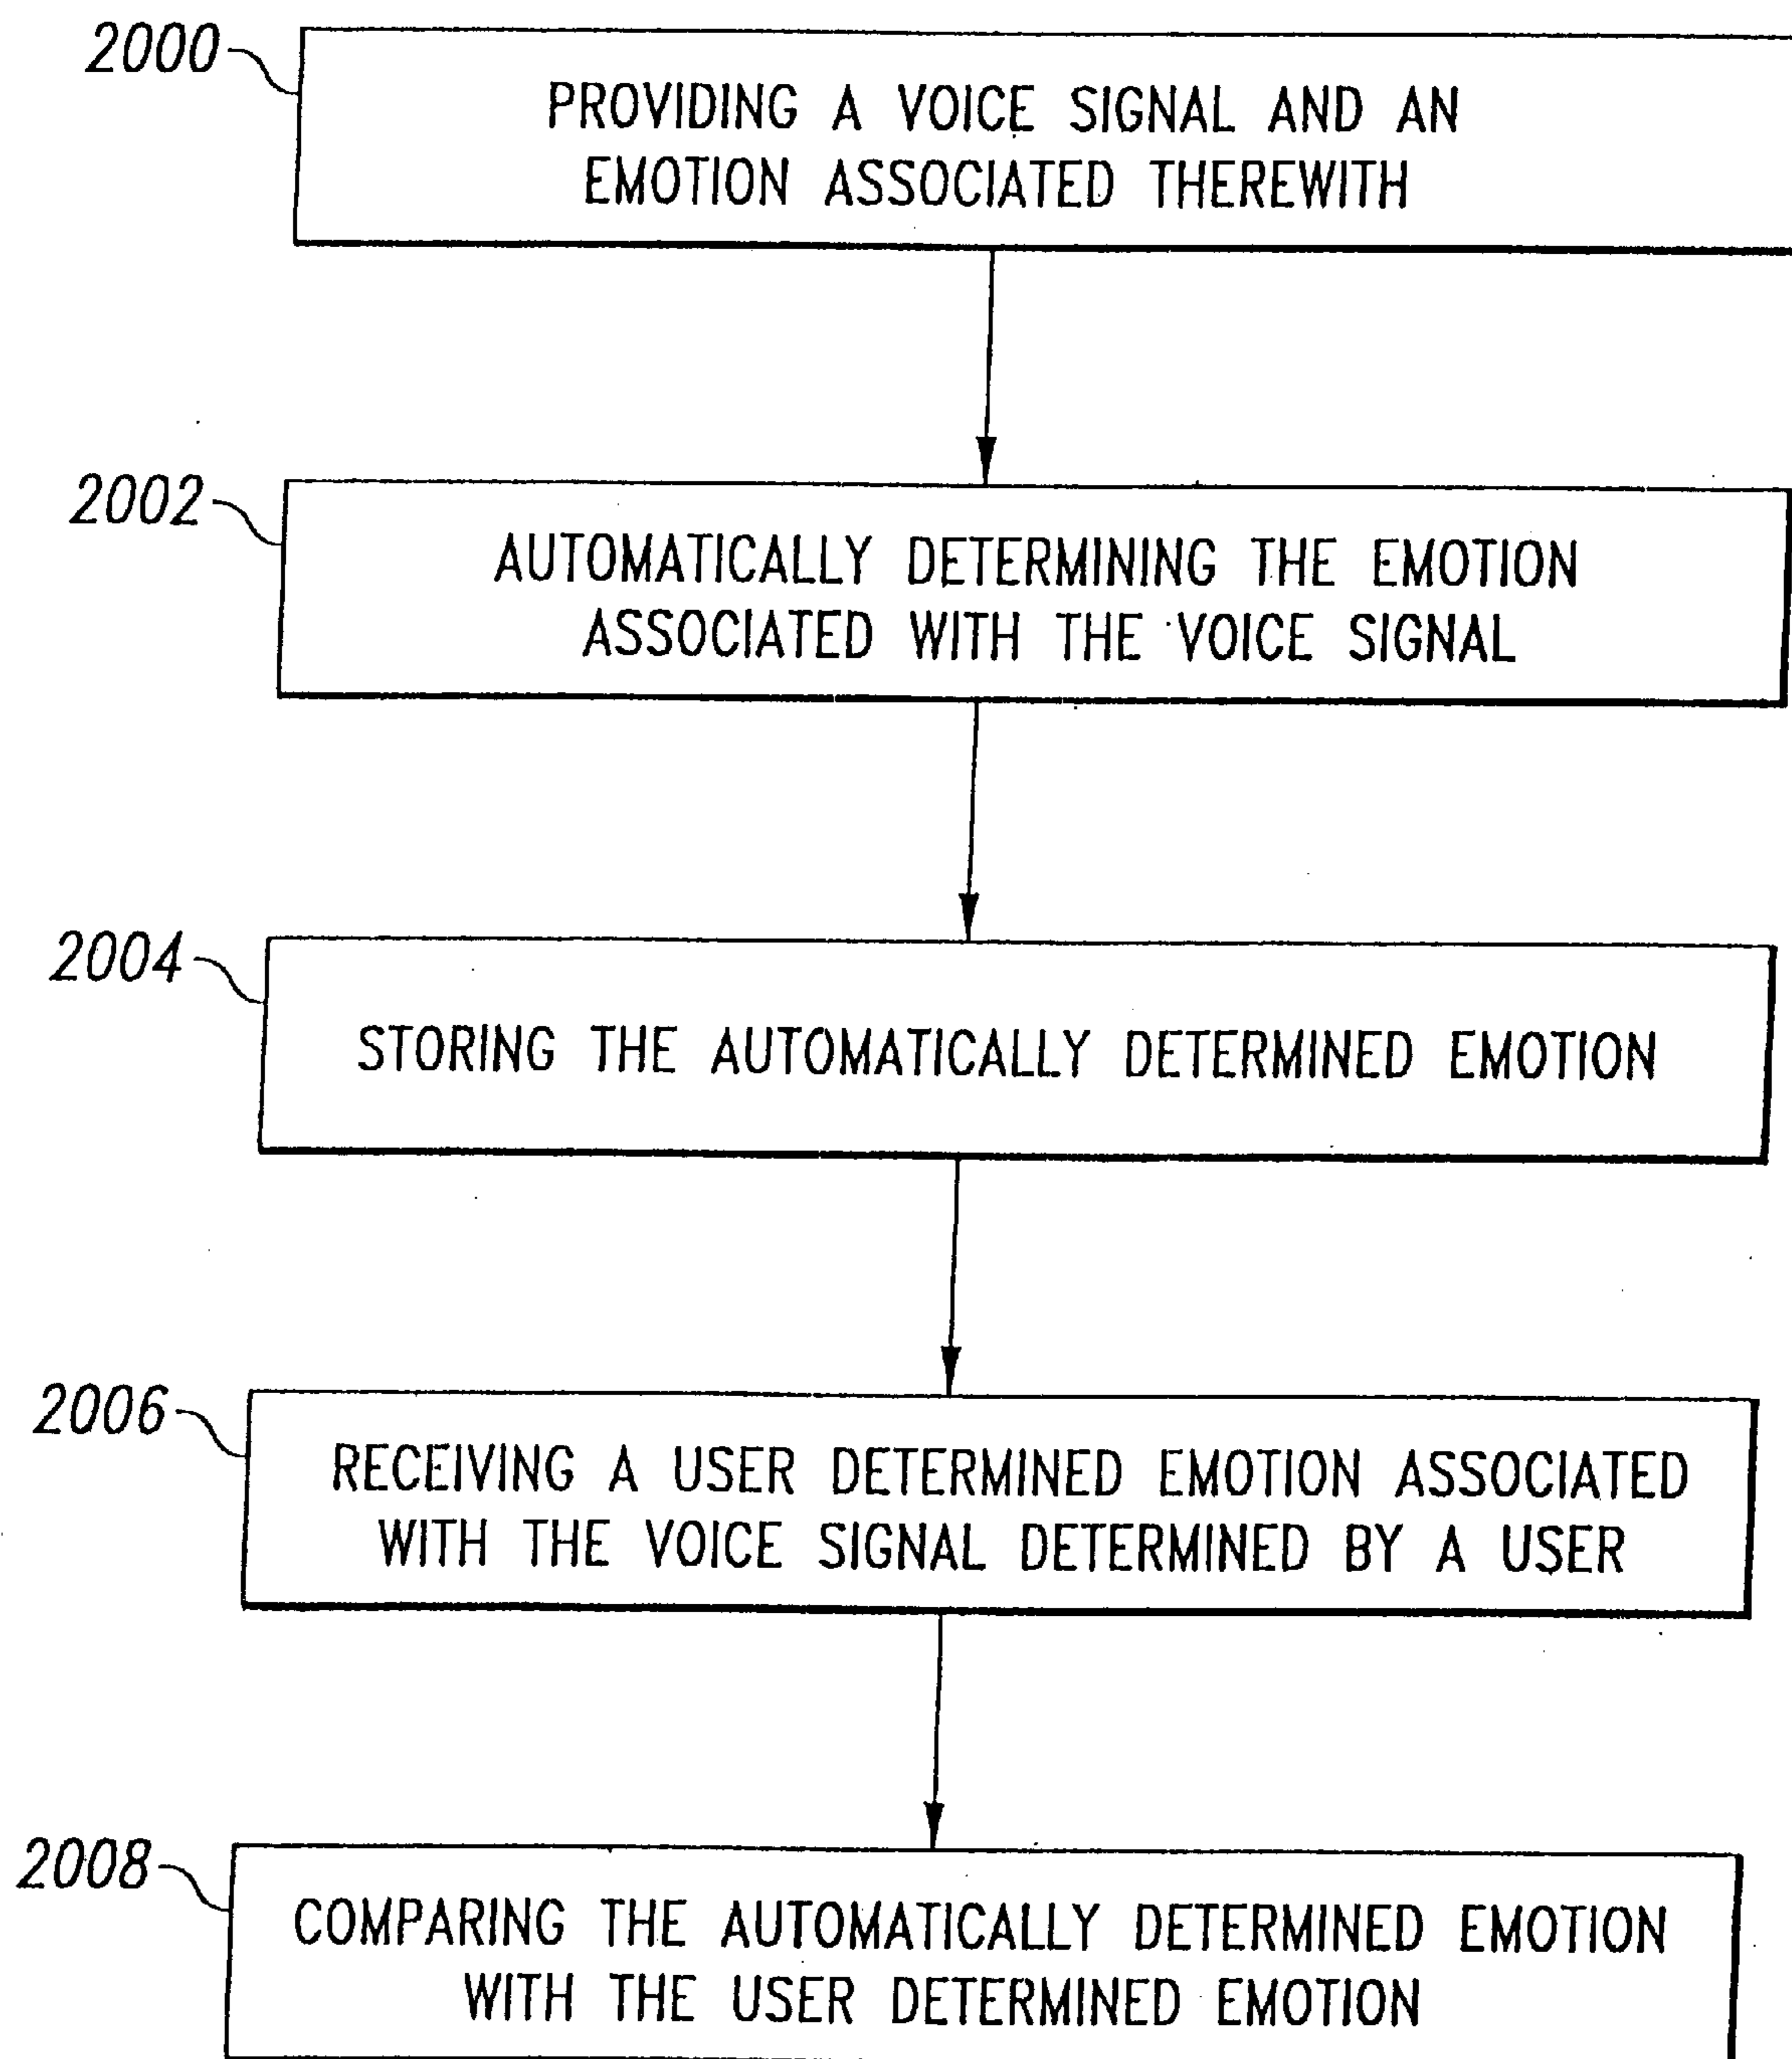 2000
PROVIDING A VOICE SIGNAL AND AN
EMOTION ASSOCIATED THEREWITH
2002
AUTOMATICALLY DETERMINING THE EMOTION
ASSOCIATED WITH THE VOICE SIGNAL
2004
STORING THE AUTOMATICALLY DETERMINED EMOTION
2006
RECEIVING A USER DETERMINED EMOTION ASSOCIATED
WITH THE VOICE SIGNAL DETERMINED BY A USER
2008
COMPARING THE AUTOMATICALLY DETERMINED EMOTION
WITH THE USER DETERMINED EMOTION